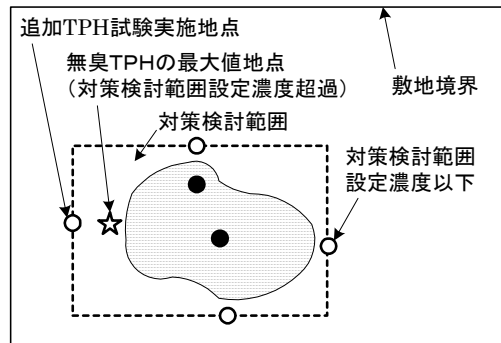 追加TPH試験実施地点
無臭TPHの最大値地点
（対策検討範囲設定濃度超過）
対策検討範囲
敷地境界
対策検討範囲
設定濃度以下